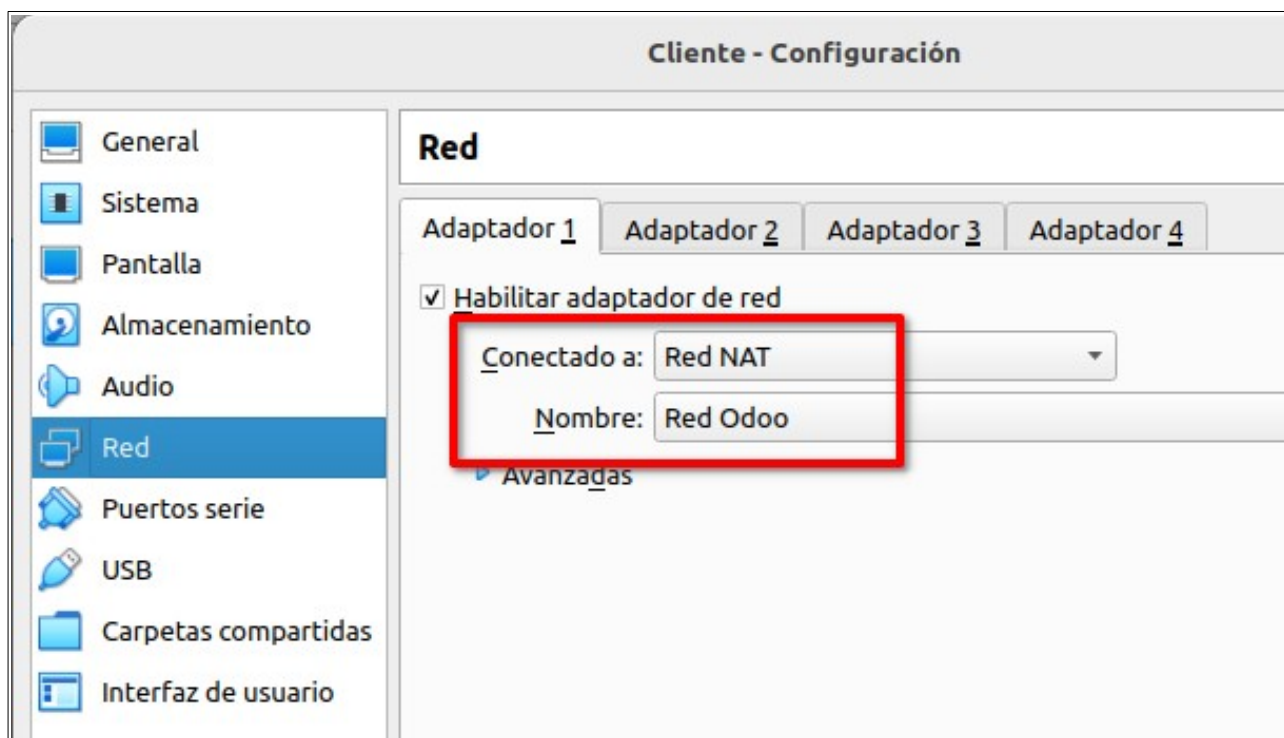 Cliente - Configuración
General
Sistema
Pantalla
Almacenamiento
Audio
Red
Puertos serie
USB
Carpetas compartidas
Interfaz de usuario
Red
Adaptador 1 Adaptador 2 Adaptador 3 Adaptador 4
Habilitar adaptador de red
Conectado a: Red NAT
Nombre: Red Odoo
Avanzadas